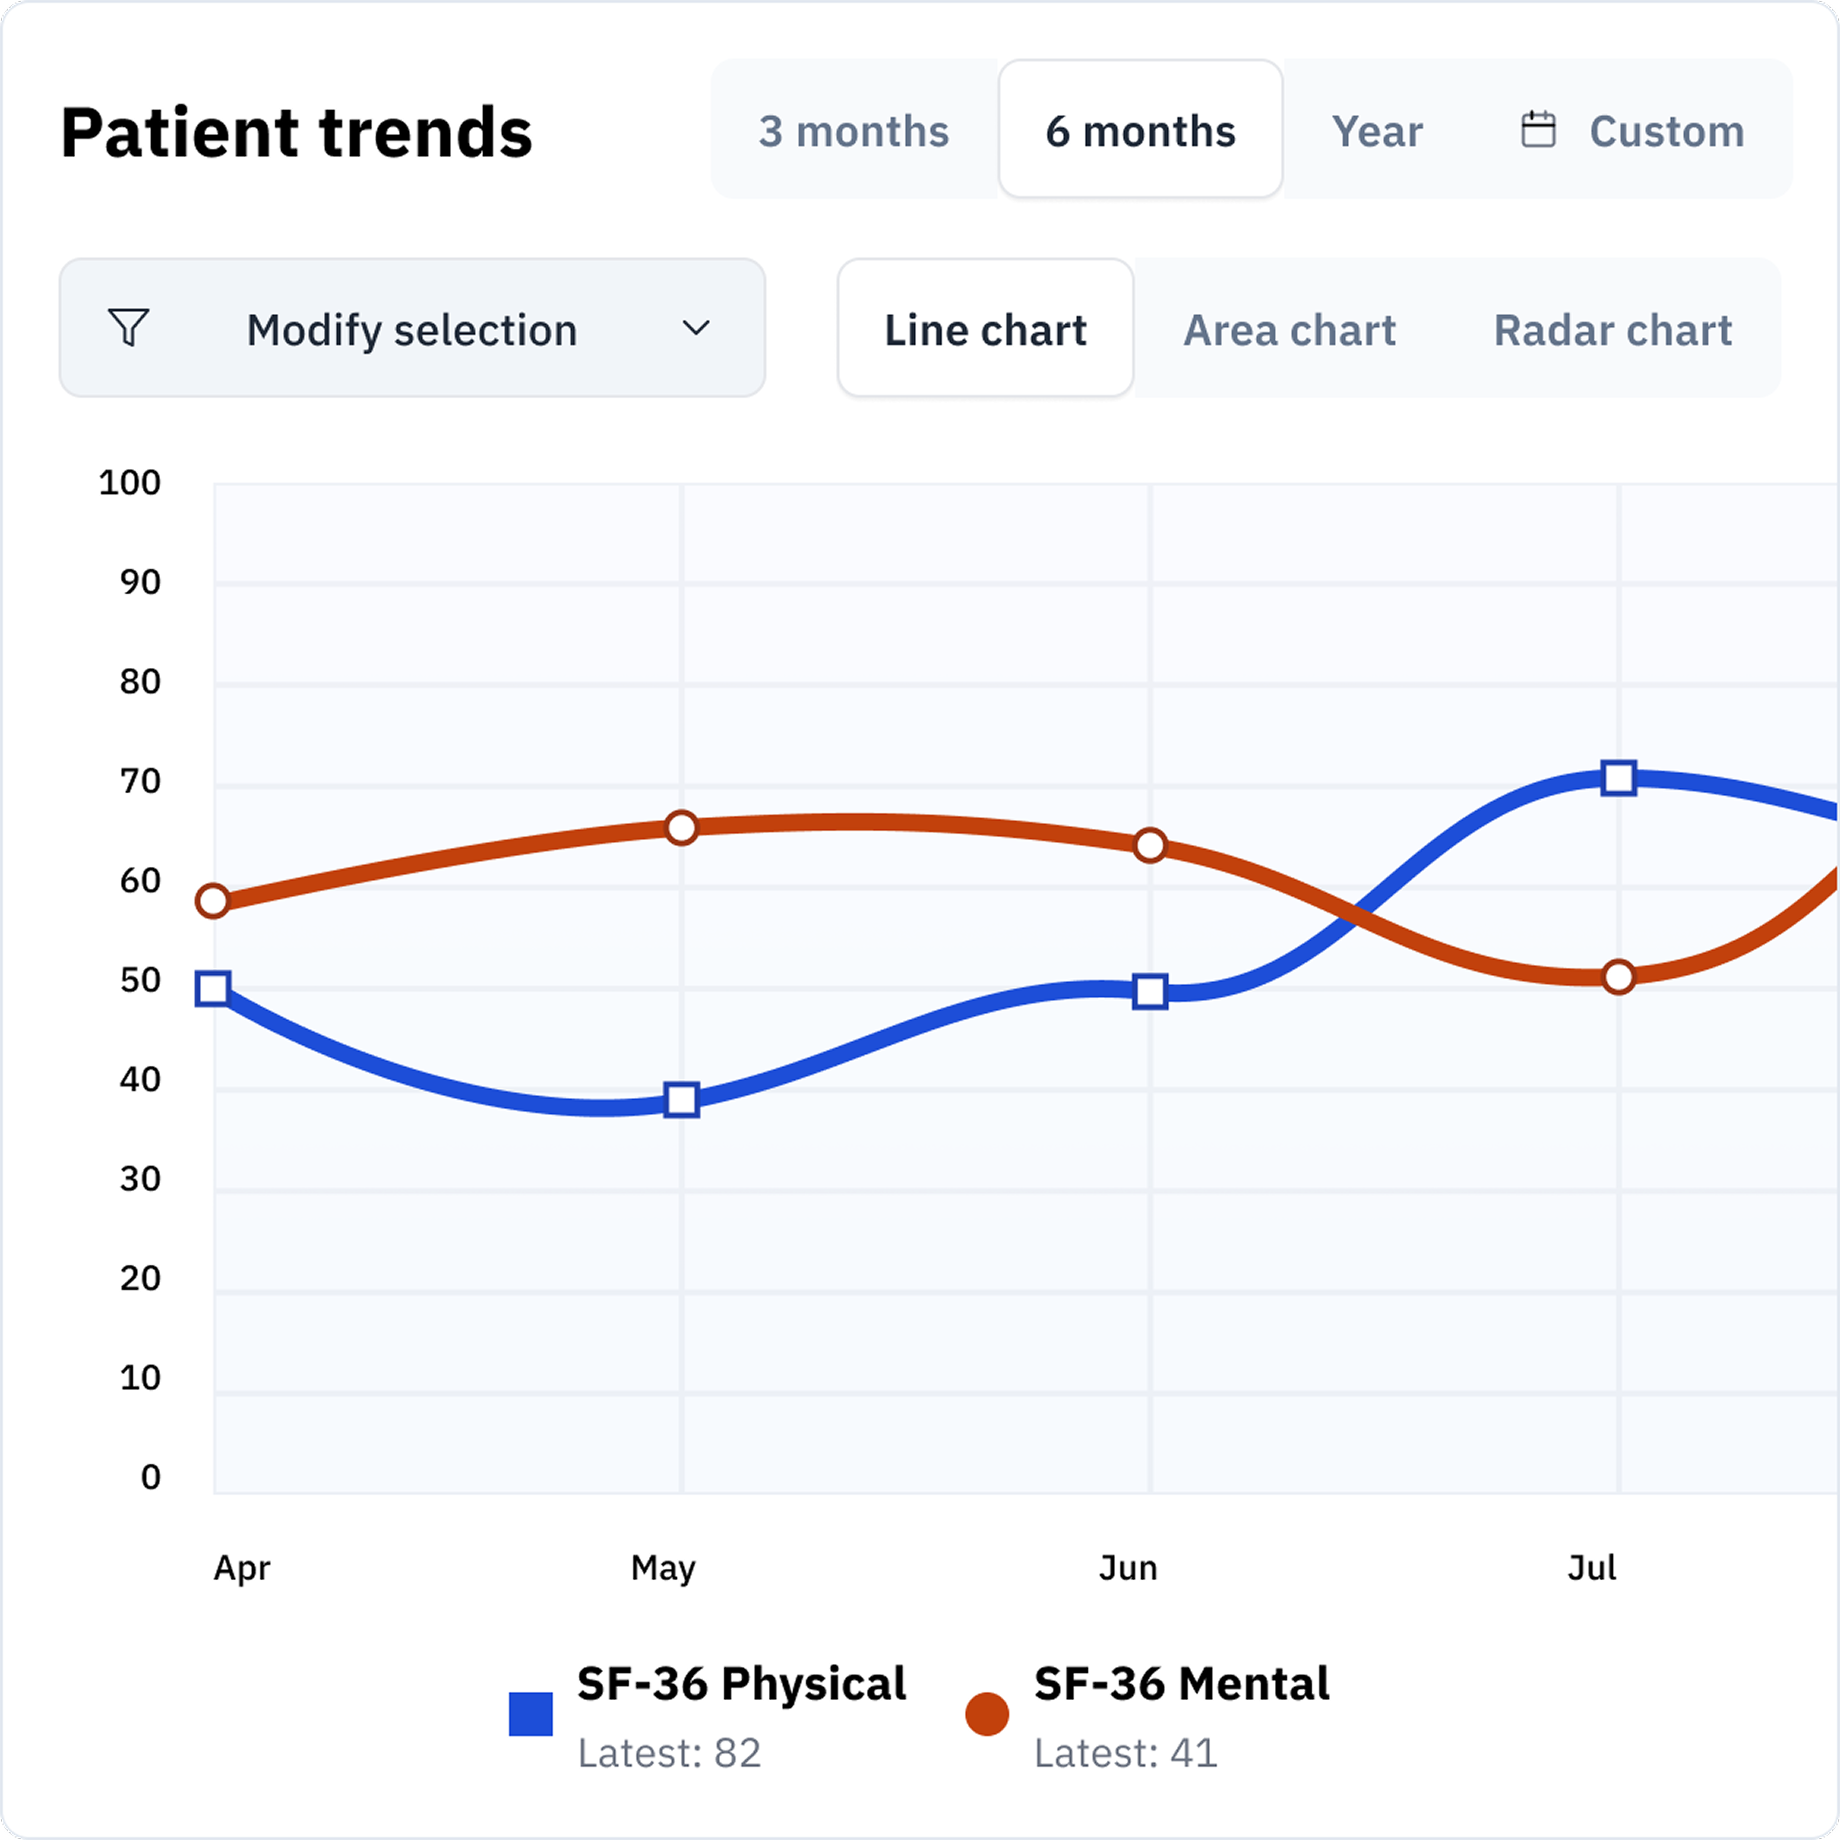 Patient trends
3 months 6 months Year Custom
Modify selection
Line chart Area chart Radar chart
100
90
80
70
60
50
40
30
20
10
0
Apr May Jun Jul
SF-36 Physical
Latest: 82
SF-36 Mental
Latest: 41